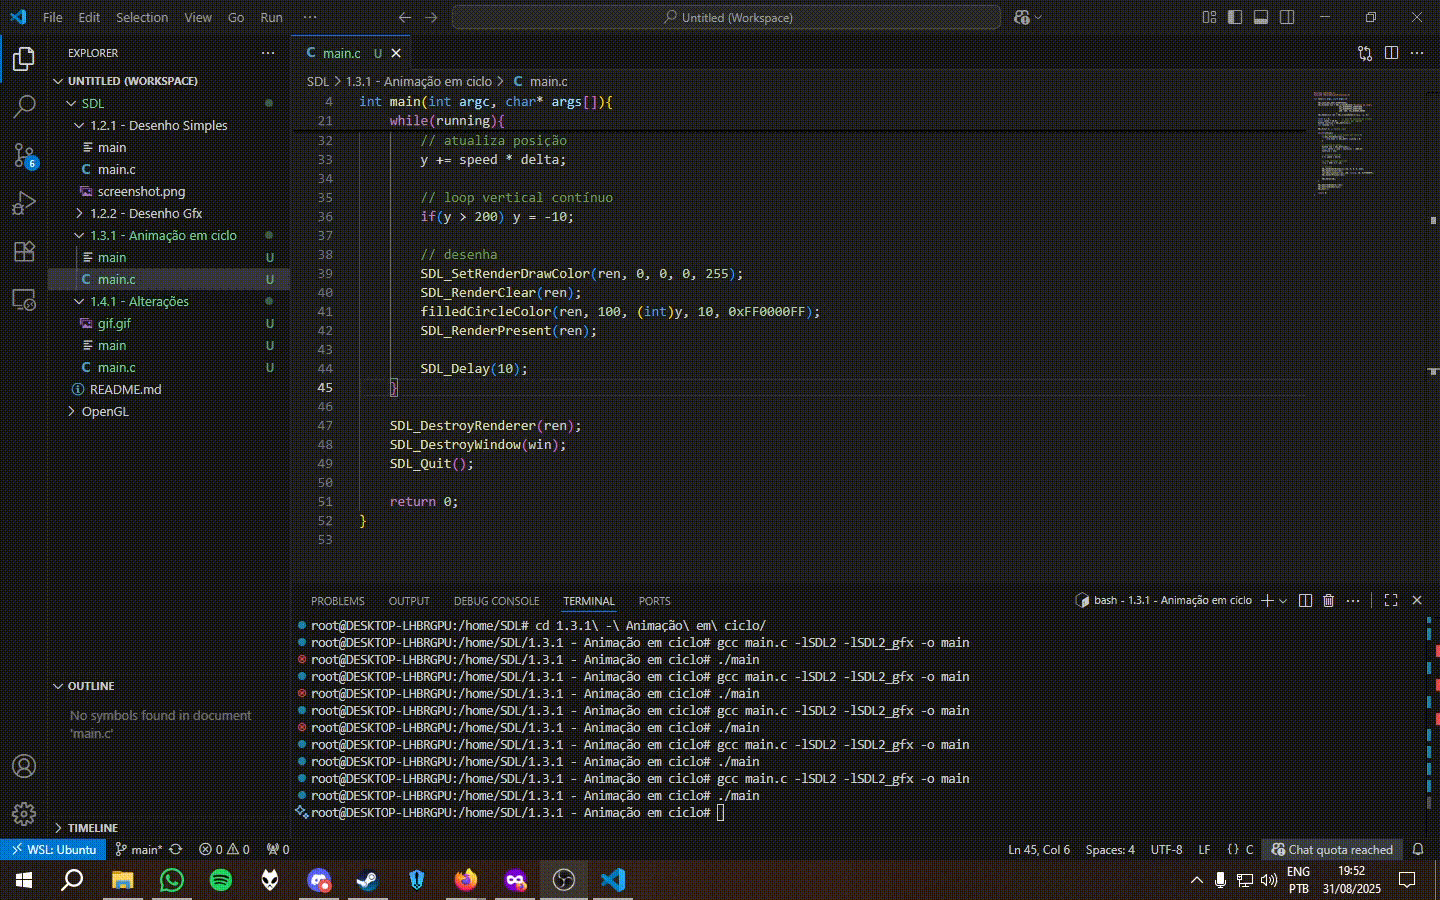 File Edit Selection View Go Run ··· Untitled (Workspace)
EXPLORER ···
UNTITLED (WORKSPACE)
SDL
1.2.1 - Desenho Simples
main
C main.c
screenshot.png
1.2.2 - Desenho Gfx
1.3.1 - Animação em ciclo
main U
C main.c U
1.4.1 - Alterações
gif.gif U
main U
C main.c U
README.md
OpenGL
6
OUTLINE
No symbols found in document
'main.c'
TIMELINE
C main.c U
SDL > 1.3.1 - Animação em ciclo > C main.c
4 int main(int argc, char* args[]){
21 while(running){
32 // atualiza posição
33 y += speed * delta;
34
35 // loop vertical contínuo
36 if(y > 200) y = -10;
37
38 // desenha
39 SDL_SetRenderDrawColor(ren, 0, 0, 0, 255);
40 SDL_RenderClear(ren);
41 filledCircleColor(ren, 100, (int)y, 10, 0xFF0000FF);
42 SDL_RenderPresent(ren);
43
44 SDL_Delay(10);
45 }
46
47 SDL_DestroyRenderer(ren);
48 SDL_DestroyWindow(win);
49 SDL_Quit();
50
51 return 0;
52 }
53
PROBLEMS OUTPUT DEBUG CONSOLE TERMINAL PORTS bash - 1.3.1 - Animação em ciclo
root@DESKTOP-LHBRGPU:/home/SDL# cd 1.3.1\ -\ Animação\ em\ ciclo/
root@DESKTOP-LHBRGPU:/home/SDL/1.3.1 - Animação em ciclo# gcc main.c -lSDL2 -lSDL2_gfx -o main
root@DESKTOP-LHBRGPU:/home/SDL/1.3.1 - Animação em ciclo# ./main
root@DESKTOP-LHBRGPU:/home/SDL/1.3.1 - Animação em ciclo# gcc main.c -lSDL2 -lSDL2_gfx -o main
root@DESKTOP-LHBRGPU:/home/SDL/1.3.1 - Animação em ciclo# ./main
root@DESKTOP-LHBRGPU:/home/SDL/1.3.1 - Animação em ciclo# gcc main.c -lSDL2 -lSDL2_gfx -o main
root@DESKTOP-LHBRGPU:/home/SDL/1.3.1 - Animação em ciclo# ./main
root@DESKTOP-LHBRGPU:/home/SDL/1.3.1 - Animação em ciclo# gcc main.c -lSDL2 -lSDL2_gfx -o main
root@DESKTOP-LHBRGPU:/home/SDL/1.3.1 - Animação em ciclo# ./main
root@DESKTOP-LHBRGPU:/home/SDL/1.3.1 - Animação em ciclo# gcc main.c -lSDL2 -lSDL2_gfx -o main
root@DESKTOP-LHBRGPU:/home/SDL/1.3.1 - Animação em ciclo# ./main
root@DESKTOP-LHBRGPU:/home/SDL/1.3.1 - Animação em ciclo#
WSL: Ubuntu main* 0 0 0 Ln 45, Col 6 Spaces: 4 UTF-8 LF {} C Chat quota reached
ENG 19:52
PTB 31/08/2025